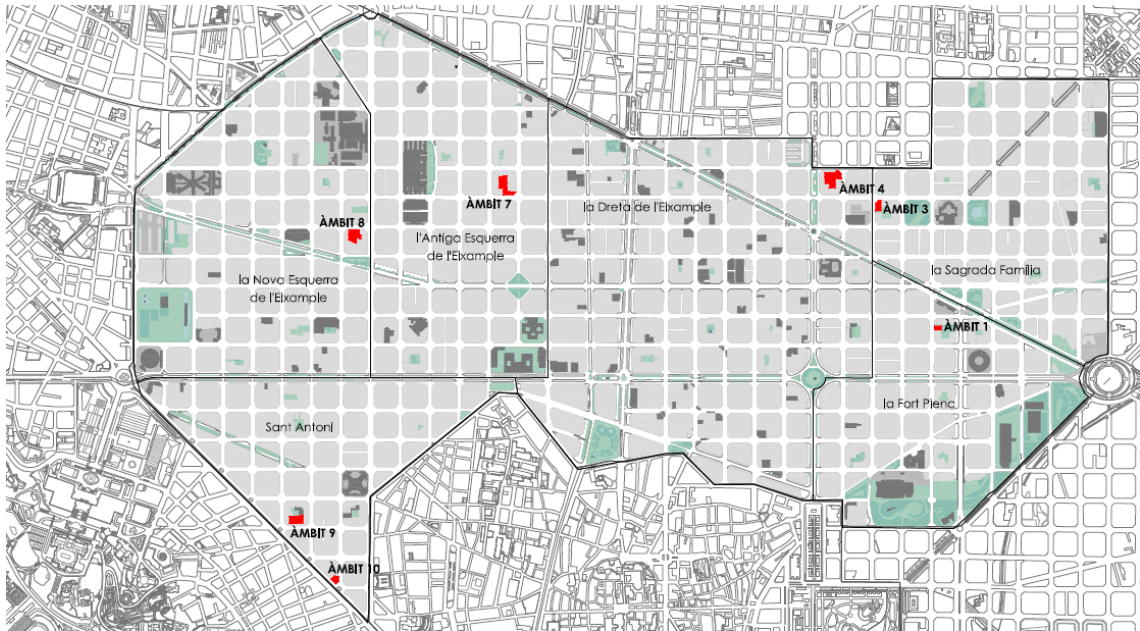 ÀMBIT 4
ÀMBIT 7
ÀMBIT 3
la Dreta de l'Eixample
ÀMBIT 8
l'Antiga Esquerra
de l'Eixample
la Sagrada Família
la Nova Esquerra
de l'Eixample
ÀMBIT 1
la Fort Pienc
Sant Antoni
ÀMBIT 9
ÀMBIT 10